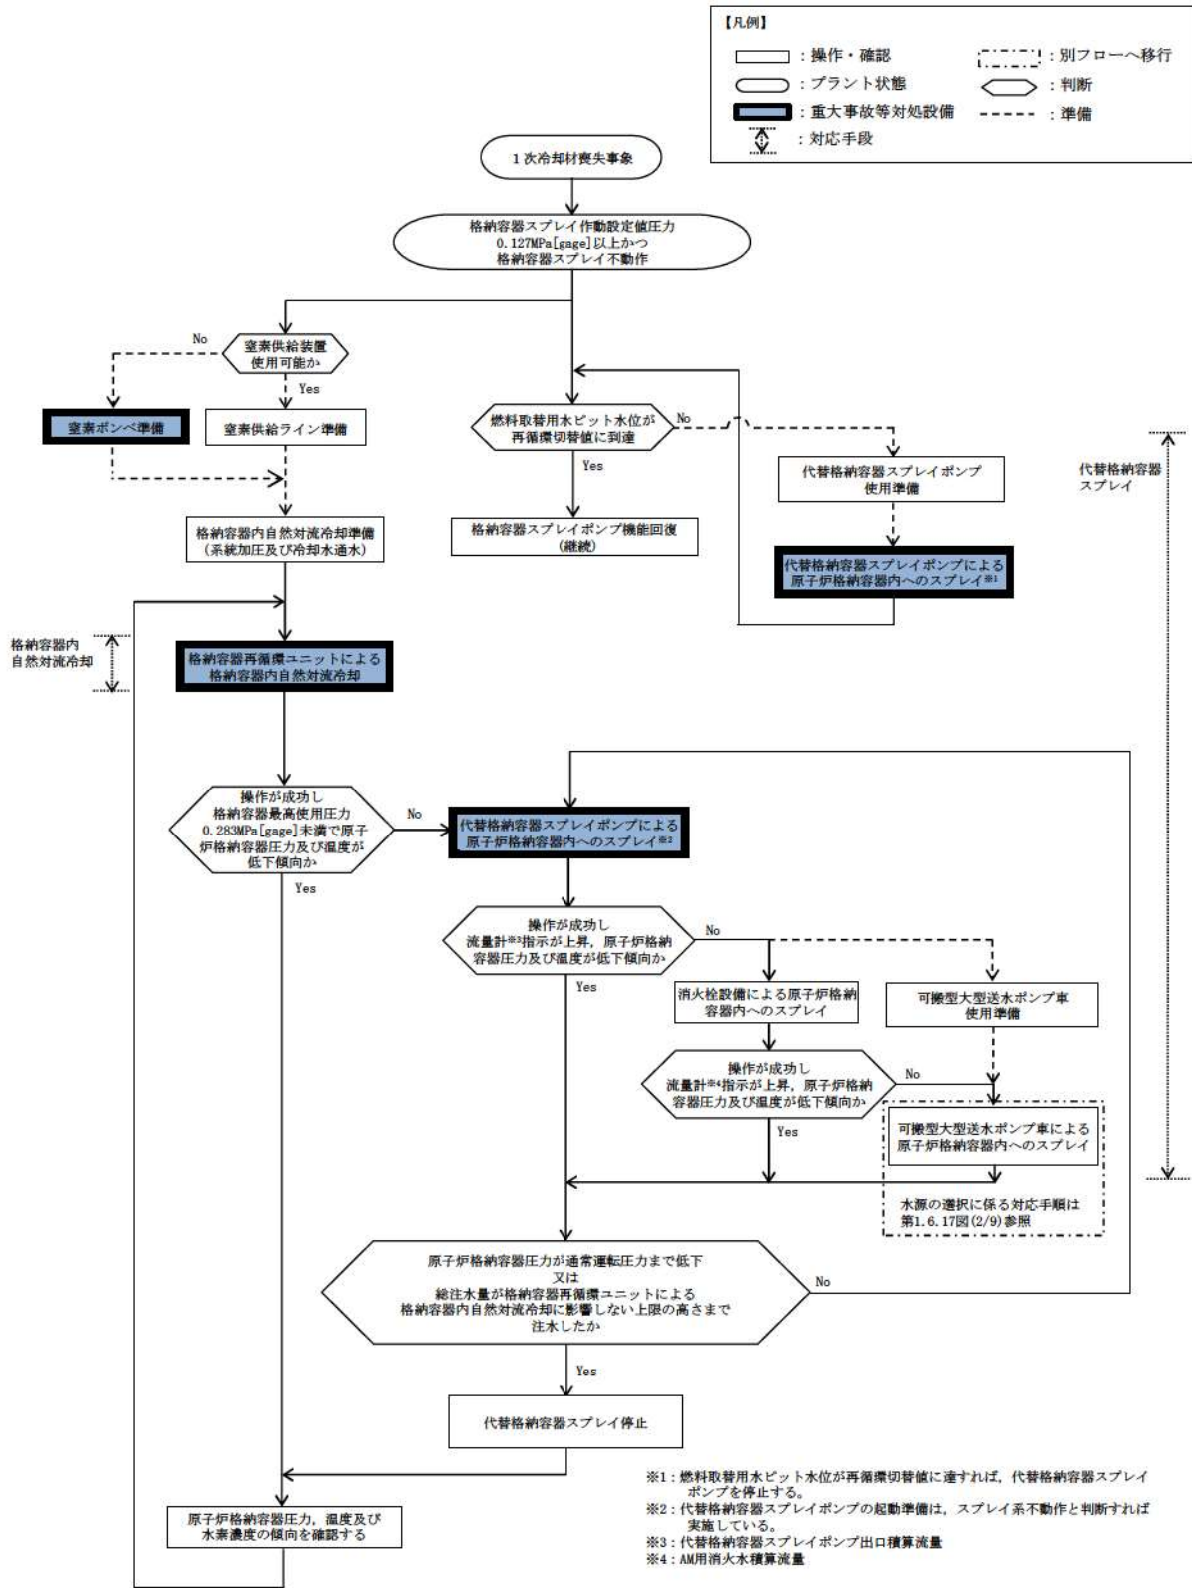 【凡例】
：操作・確認
：別フローへ移行
：プラント状態
：判断
：重大事故等対処設備
：準備
：対応手段
1次冷却材喪失事象
格納容器スプレイ作動設定値圧力
0.127MPa[gage]以上かつ
格納容器スプレイ不動作
No
窒素供給装置
使用可能か
Yes
窒素ボンベ準備
窒素供給ライン準備
燃料取替用水ピット水位が
再循環切替値に到達
No
Yes
代替格納容器スプレイポンプ
使用準備
代替格納容器
スプレイ
格納容器内自然対流冷却準備
(系統加圧及び冷却水通水)
格納容器スプレイポンプ機能回復
(継続)
代替格納容器スプレイポンプによる
原子炉格納容器内へのスプレイ※1
格納容器内
自然対流冷却
格納容器再循環ユニットによる
格納容器内自然対流冷却
操作が成功し
格納容器最高使用圧力
0.283MPa[gage]未満で原子
炉格納容器圧力及び温度が
低下傾向か
No
Yes
代替格納容器スプレイポンプによる
原子炉格納容器内へのスプレイ※2
操作が成功し
流量計※3指示が上昇，原子炉格納
容器圧力及び温度が低下傾向か
No
Yes
消火栓設備による原子炉格納
容器内へのスプレイ
可搬型大型送水ポンプ車
使用準備
操作が成功し
流量計※4指示が上昇，原子炉格納
容器圧力及び温度が低下傾向か
No
Yes
可搬型大型送水ポンプ車による
原子炉格納容器内へのスプレイ
水源の選択に係る対応手順は
第1.6.17図(2/9)参照
原子炉格納容器圧力が通常運転圧力まで低下
又は
総注水量が格納容器再循環ユニットによる
格納容器内自然対流冷却に影響しない上限の高さまで
注水したか
No
Yes
代替格納容器スプレイ停止
原子炉格納容器圧力，温度及び
水素濃度の傾向を確認する
※1：燃料取替用水ピット水位が再循環切替値に達すれば，代替格納容器スプレイ
ポンプを停止する。
※2：代替格納容器スプレイポンプの起動準備は，スプレイ系不動作と判断すれば
実施している。
※3：代替格納容器スプレイポンプ出口積算流量
※4：AM用消火水積算流量